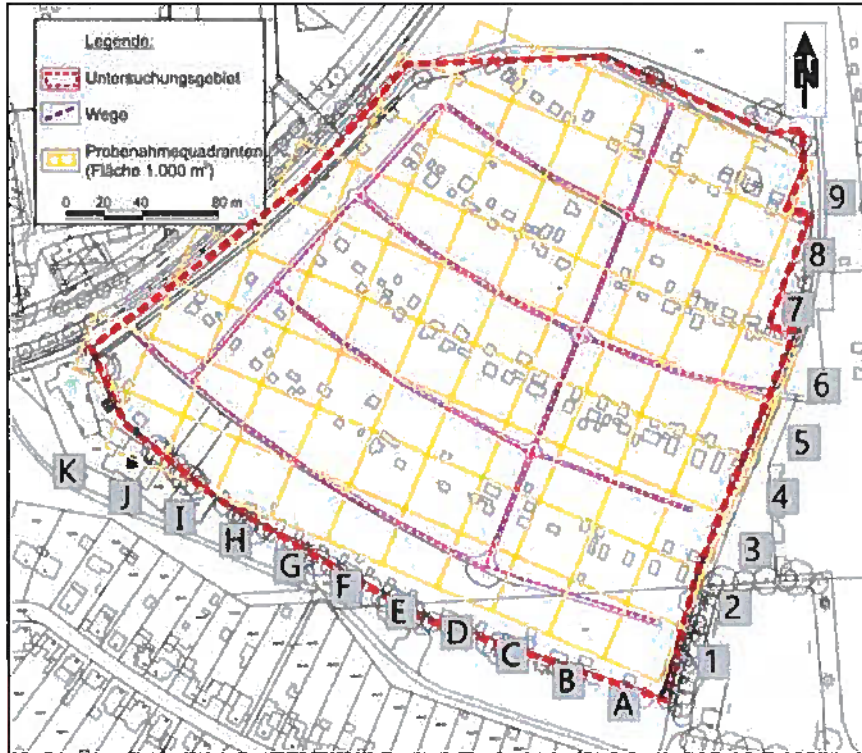 Legende:
Untersuchungsgebiet
Wege
Probenahmequadranten
(Fläche 1.000 m²)
0 20 40 80 m
N
9
8
7
6
5
4
3
2
1
K
J
I
H
G
F
E
D
C
B
A